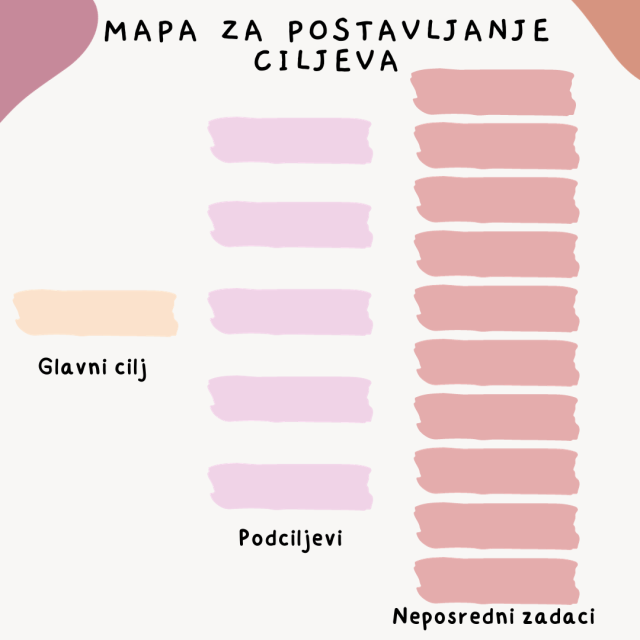 MAPA ZA POSTAVLJANJE
CILJEVA
Glavni cilj
Podciljevi
Neposredni zadaci